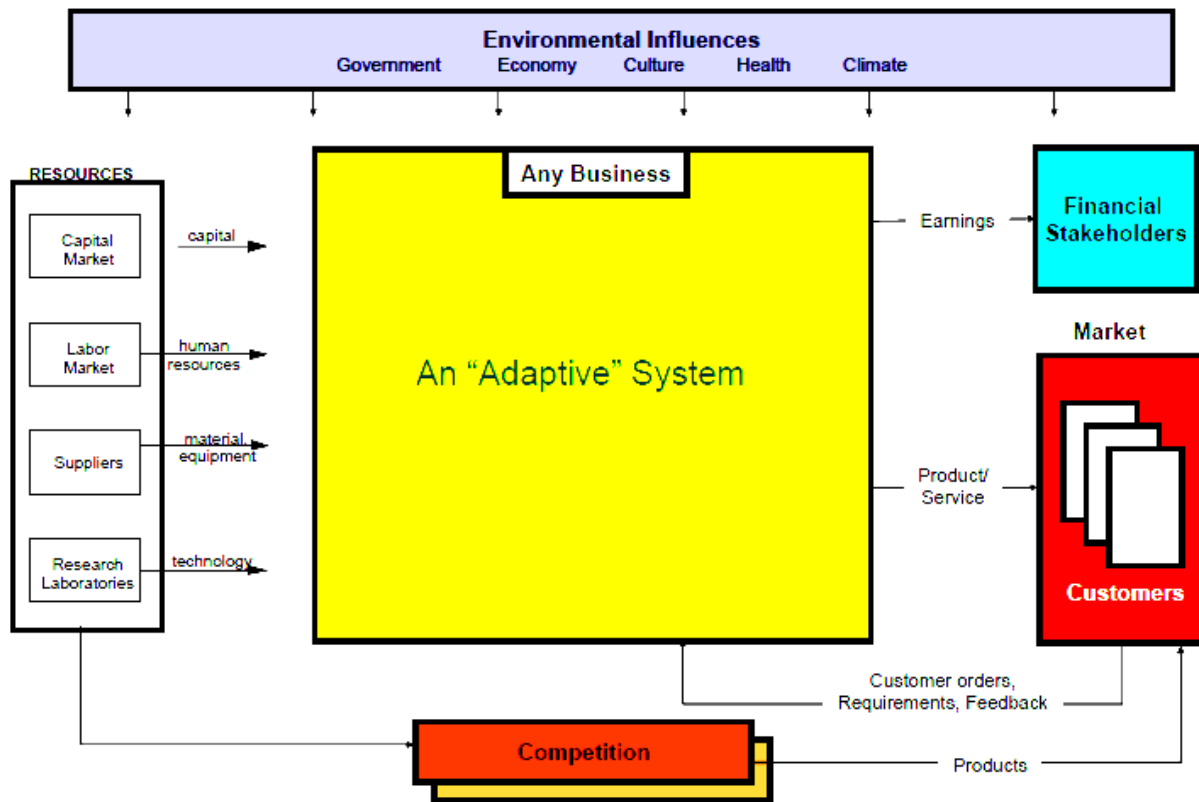 Environmental Influences
Government Economy Culture Health Climate
RESOURCES
Capital
Market
capital
Labor
Market
human
resources
Suppliers
material,
equipment
Research
Laboratories
technology
Any Business
An “Adaptive” System
Earnings
Financial
Stakeholders
Market
Product/
Service
Customers
Customer orders,
Requirements, Feedback
Competition
Products